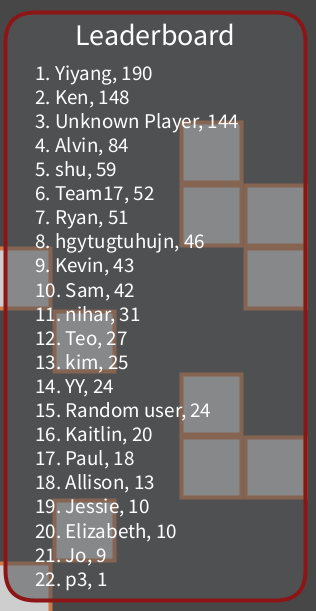 Leaderboard
1. Yiyang, 190
2. Ken, 148
3. Unknown Player, 144
4. Alvin, 84
5. shu, 59
6. Team17, 52
7. Ryan, 51
8. hgytugtuhujn, 46
9. Kevin, 43
10. Sam, 42
11. nihar, 31
12. Teo, 27
13. kim, 25
14. YY, 24
15. Random user, 24
16. Kaitlin, 20
17. Paul, 18
18. Allison, 13
19. Jessie, 10
20. Elizabeth, 10
21. Jo, 9
22. p3, 1